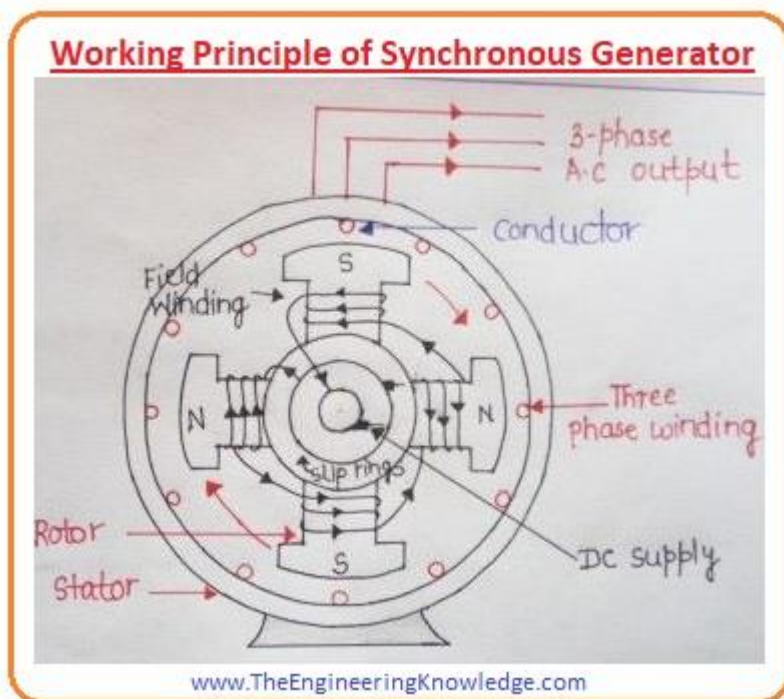 Working Principle of Synchronous Generator
3-phase
A.C output
conductor
Field
Winding
S
N
N
Three
phase winding
slip rings
Rotor
S
DC supply
Stator
www.TheEngineeringKnowledge.com